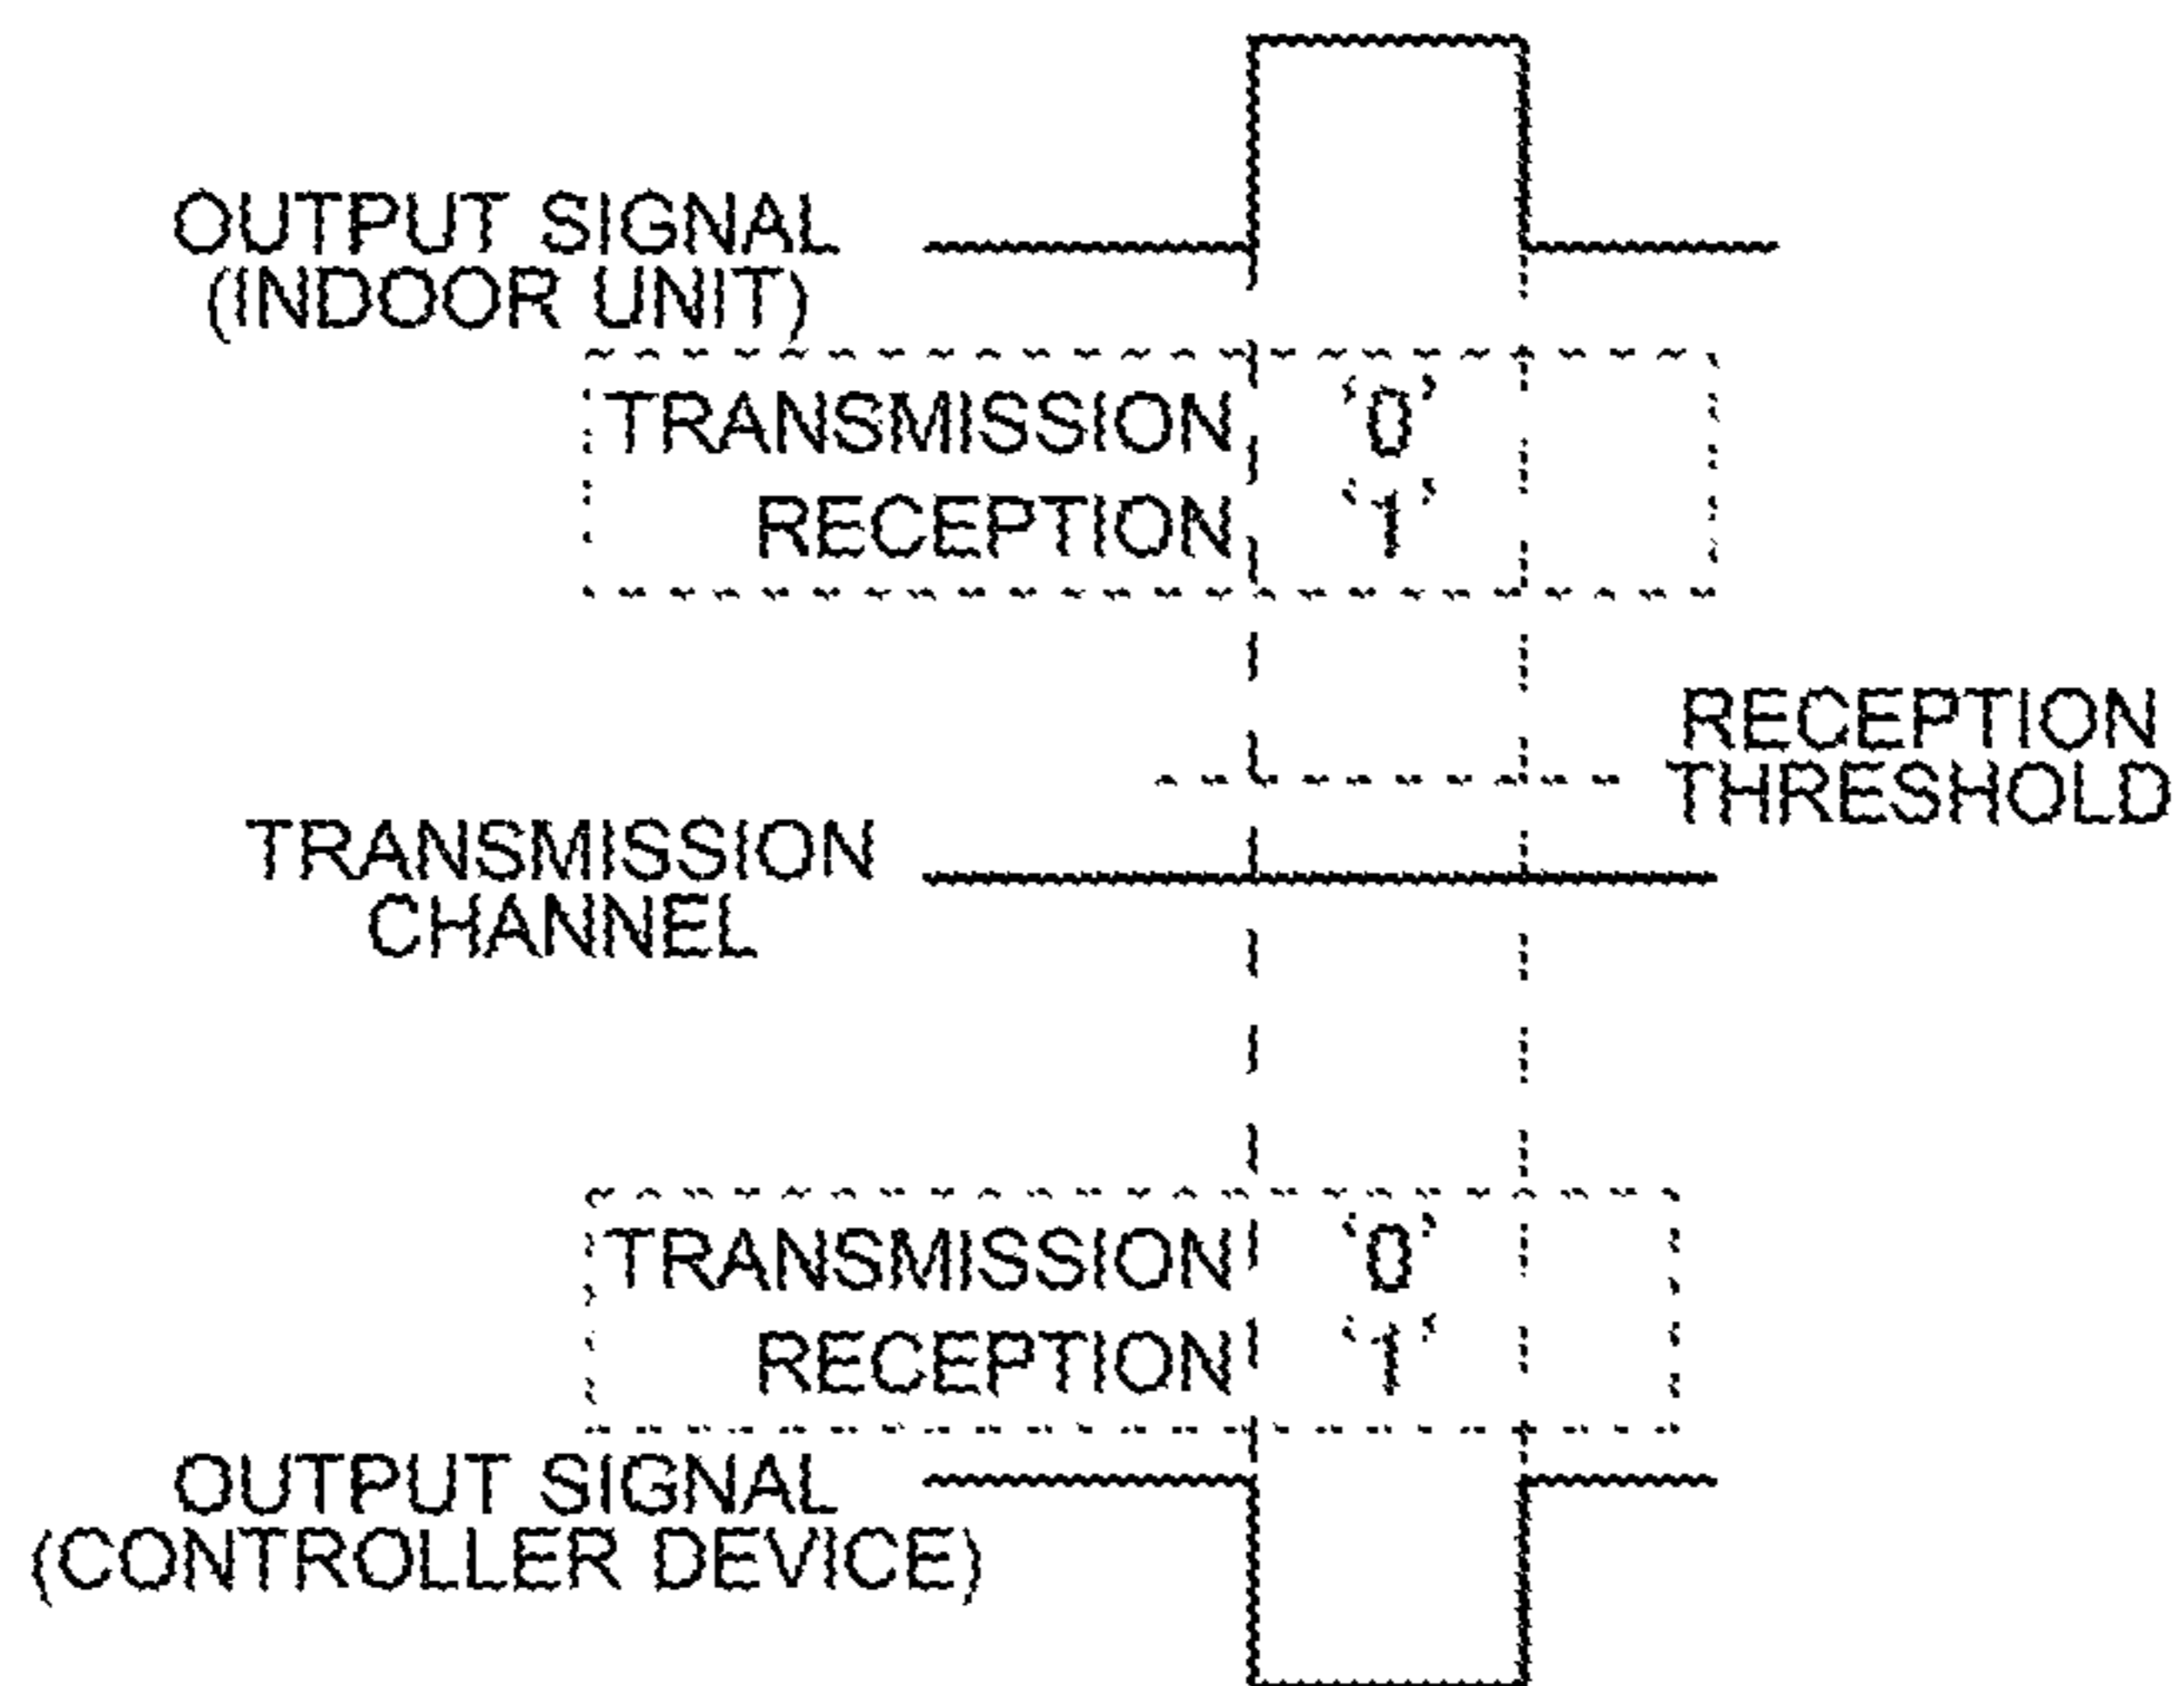 OUTPUT SIGNAL
(INDOOR UNIT)
TRANSMISSION '0'
RECEPTION '1'
RECEPTION
THRESHOLD
TRANSMISSION
CHANNEL
TRANSMISSION '0'
RECEPTION '1'
OUTPUT SIGNAL
(CONTROLLER DEVICE)